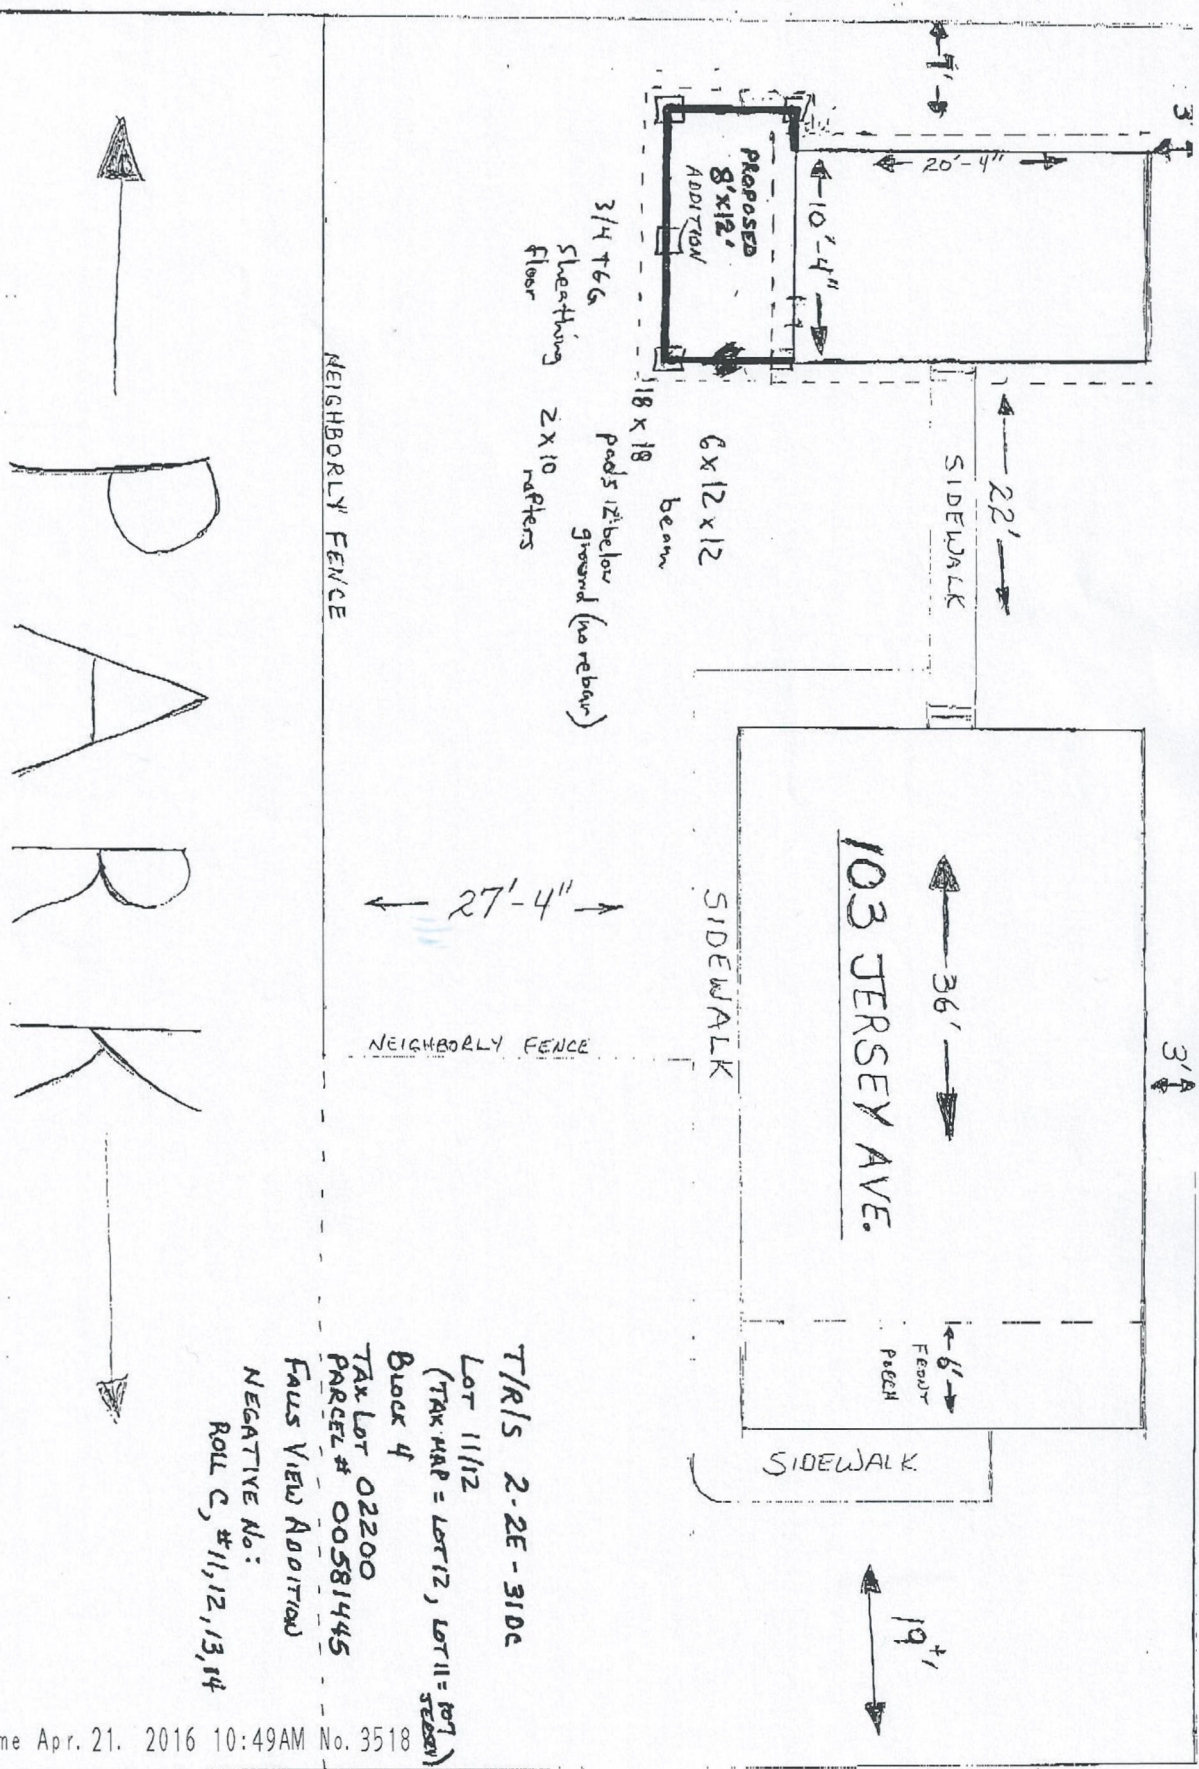 3'
7'
20'-4"
10'-4"
PROPOSED
8'x12'
ADDITION
3/4 T&G
sheathing
floor
2x10
rafters
18 x 18
pads 12" below
ground (no rebar)
6 x 12 x 12
beam
22'
SIDEWALK
NEIGHBORLY FENCE
3'
36'
103 JERSEY AVE.
6'
FRONT
PORCH
SIDEWALK
27'-4"
NEIGHBORLY FENCE
SIDEWALK
19+'
PARK
T/R/S 2-2E-31DC
LOT 11/12
(TAX MAP = LOT 12, LOT 11 = 107
JERSEY)
BLOCK 4
TAX LOT 02200
PARCEL # 00581445
FALLS VIEW ADDITION
NEGATIVE No:
ROLL C, #11,12,13,14
me Apr. 21. 2016 10:49AM No. 3518